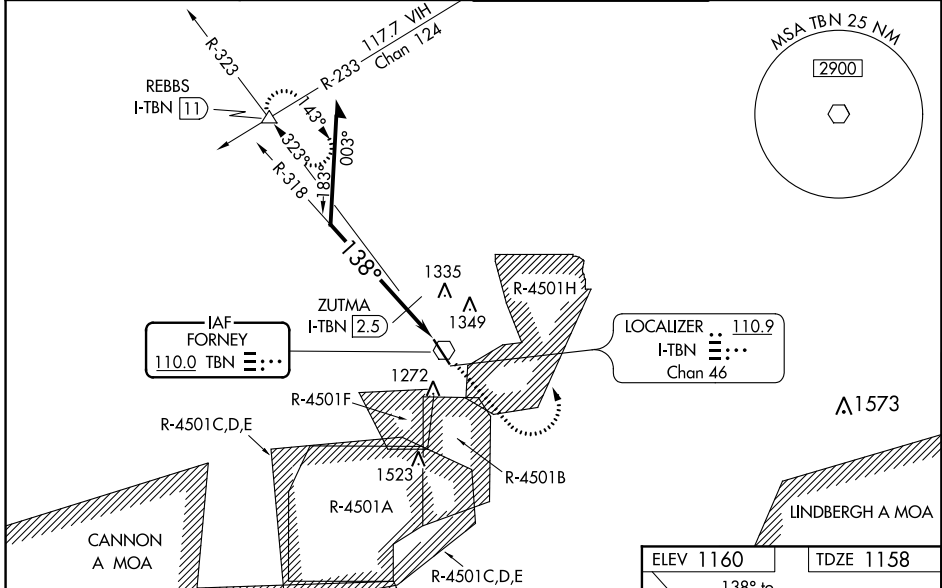 R-323
R-233 117.7 VIH
Chan 124
MSA TBN 25 NM
2900
REBBS
I-TBN 11
143°
323°
003°
183°
R-318
138°
1335
1349
R-4501H
ZUTMA
I-TBN 2.5
IAF
FORNEY
110.0 TBN
LOCALIZER 110.9
I-TBN
Chan 46
1272
R-4501F
1573
R-4501C,D,E
1523
R-4501B
R-4501A
LINDBERGH A MOA
CANNON
A MOA
R-4501C,D,E
ELEV 1160
TDZE 1158
138° to